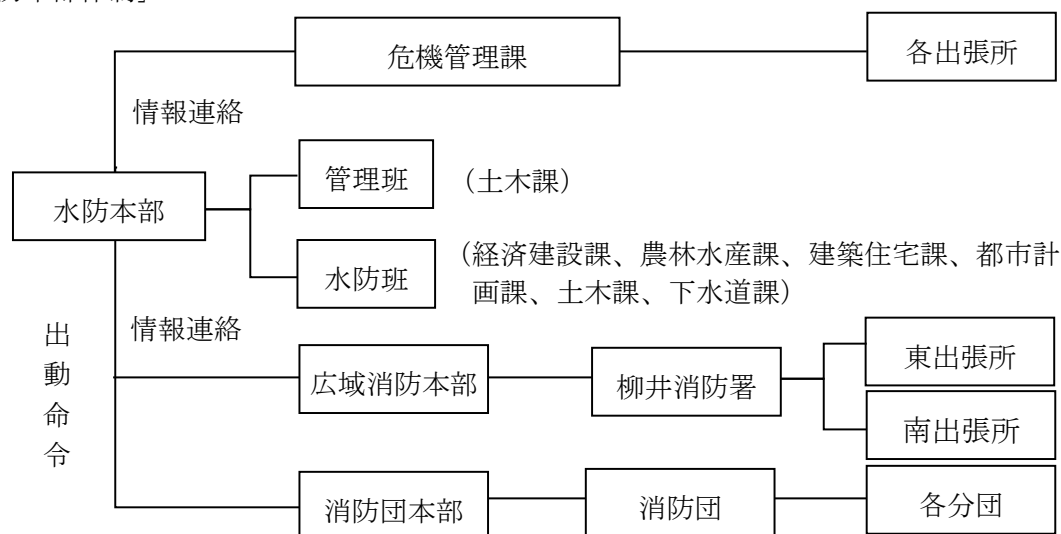 危機管理課
各出張所
情報連絡
管理班
（土木課）
水防本部
水防班
（経済建設課、農林水産課、建築住宅課、都市計
画課、土木課、下水道課）
情報連絡
出動命令
広域消防本部
柳井消防署
東出張所
南出張所
消防団本部
消防団
各分団